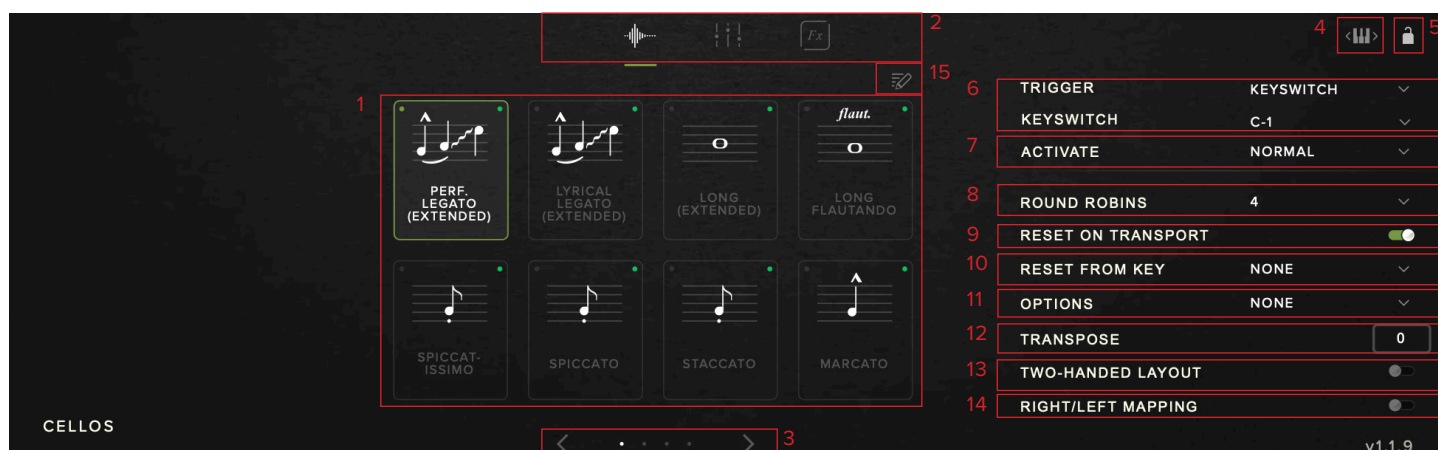 2
4
5
Fx
15
1
flaut.
PERF.
LEGATO
(EXTENDED)
LYRICAL
LEGATO
(EXTENDED)
LONG
(EXTENDED)
LONG
FLAUTANDO
SPICCAT-
ISSIMO
SPICCATO
STACCATO
MARCATO
6 TRIGGER KEYSWITCH
KEYSWITCH C-1
7 ACTIVATE NORMAL
8 ROUND ROBINS 4
9 RESET ON TRANSPORT
10 RESET FROM KEY NONE
11 OPTIONS NONE
12 TRANSPOSE 0
13 TWO-HANDED LAYOUT
14 RIGHT/LEFT MAPPING
CELLOS
3
v1.1.9